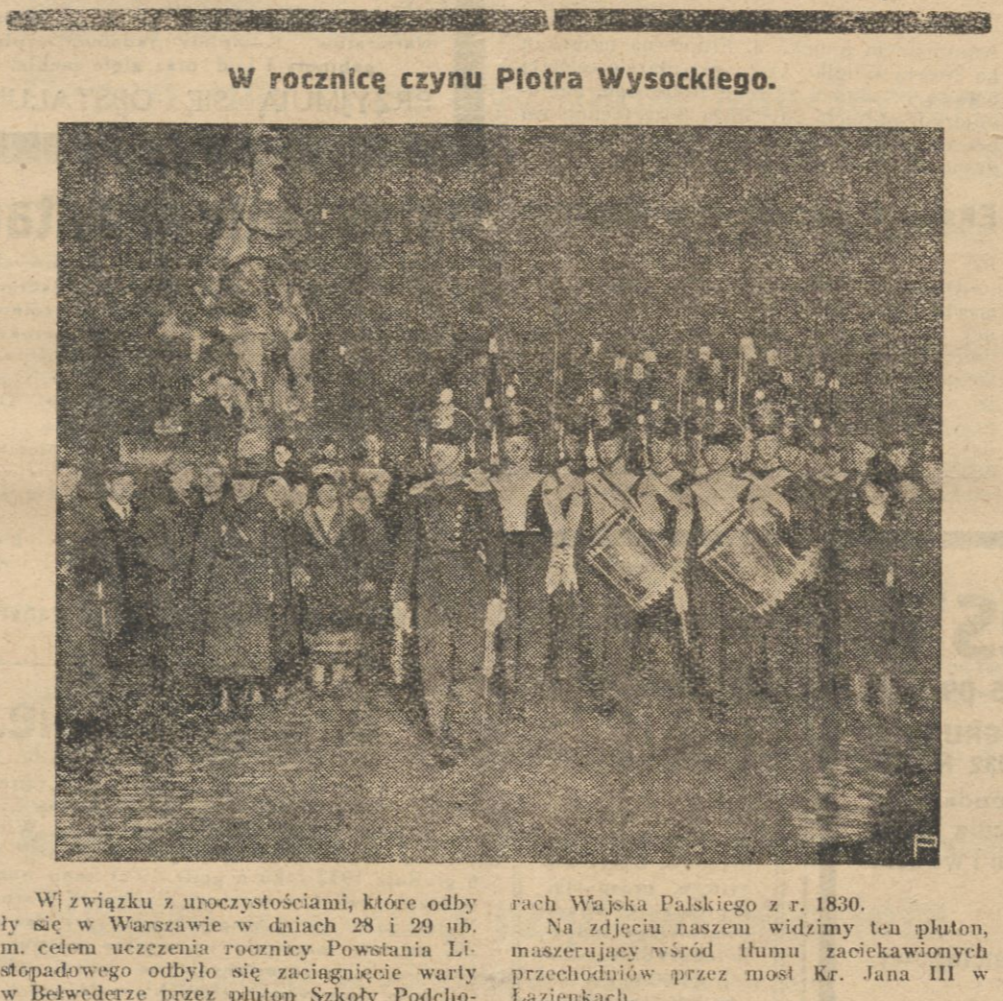 W rocznicę czynu Piotra Wysockiego.
W związku z uroczystościami, które odby
ły się w Warszawie w dniach 28 i 29 ub.
m. celem uczczenia rocznicy Powstania Li-
stopadowego odbyło się zaciągnięcie warty
w Belwederze przez pluton Szkoły Podcho-
rach Wajska Palskiego z r. 1830.
Na zdjęciu naszem widzimy ten pluton,
maszerujący wśród tłumu zaciekawionych
przechodniów przez most Kr. Jana III w
Łazienkach.